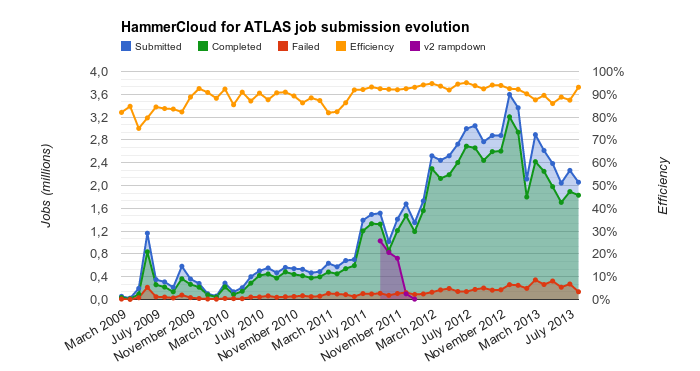 HammerCloud for ATLAS job submission evolution
Submitted Completed Failed Efficiency v2 rampdown
4,0 100%
3,6 90%
3,2 80%
2,8 70%
2,4 60%
2,0 50%
1,6 40%
1,2 30%
0,8 20%
0,4 10%
0,0 0%
Jobs (millions)
Efficiency
March 2009 July 2009 November 2009 March 2010 July 2010 November 2010 March 2011 July 2011 November 2011 March 2012 July 2012 November 2012 March 2013 July 2013